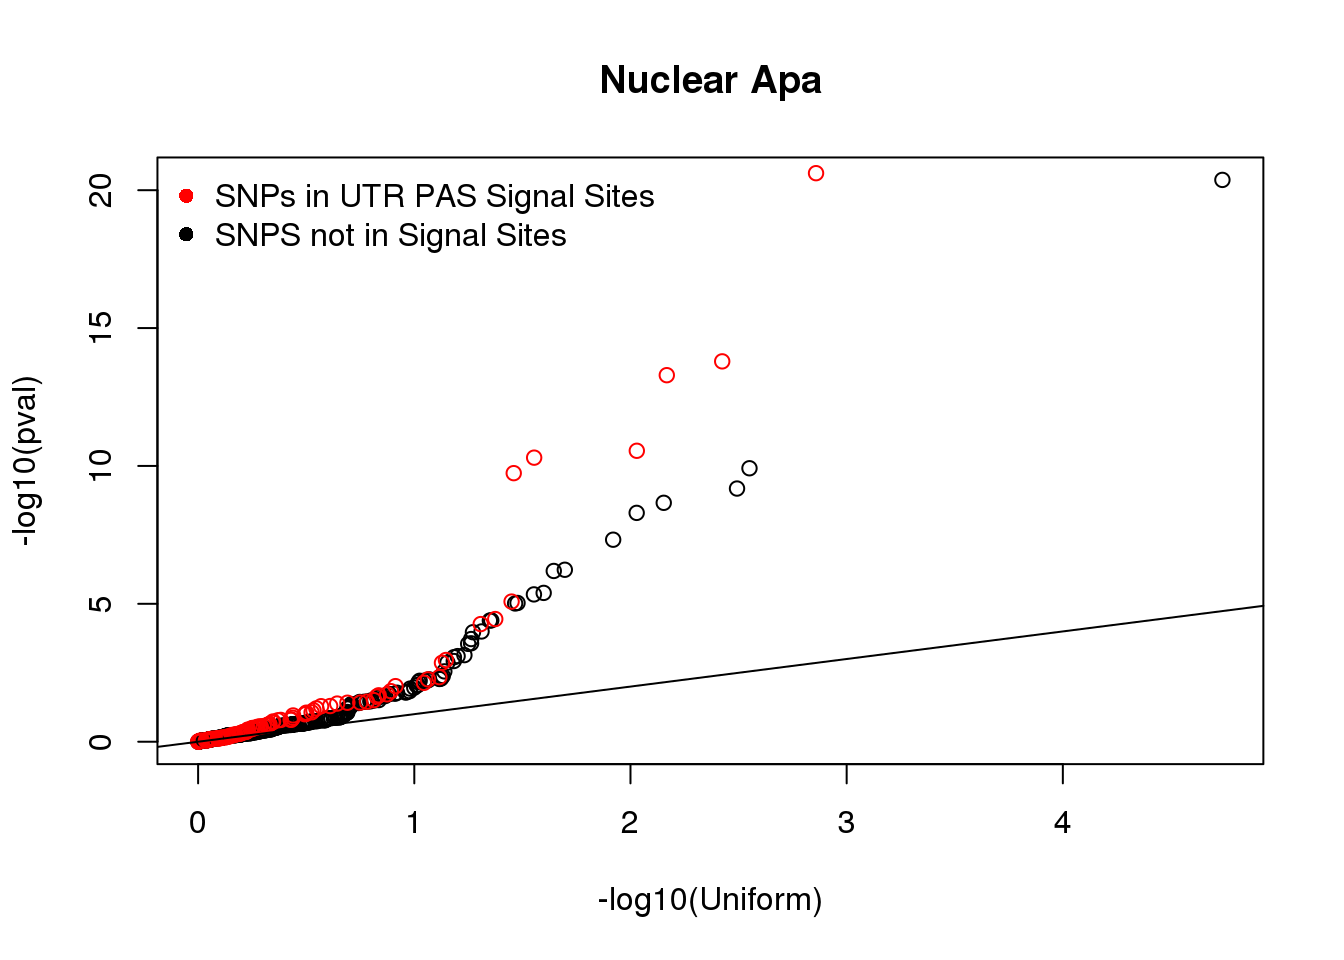 Nuclear Apa
SNPs in UTR PAS Signal Sites
SNPS not in Signal Sites
20
15
10
5
0
-log10(pval)
0 1 2 3 4
-log10(Uniform)